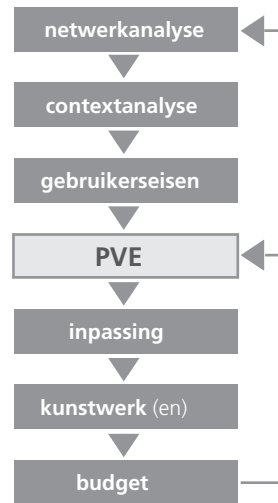 netwerkanalyse
contextanalyse
gebruikerseisen
PVE
inpassing
kunstwerk (en)
budget